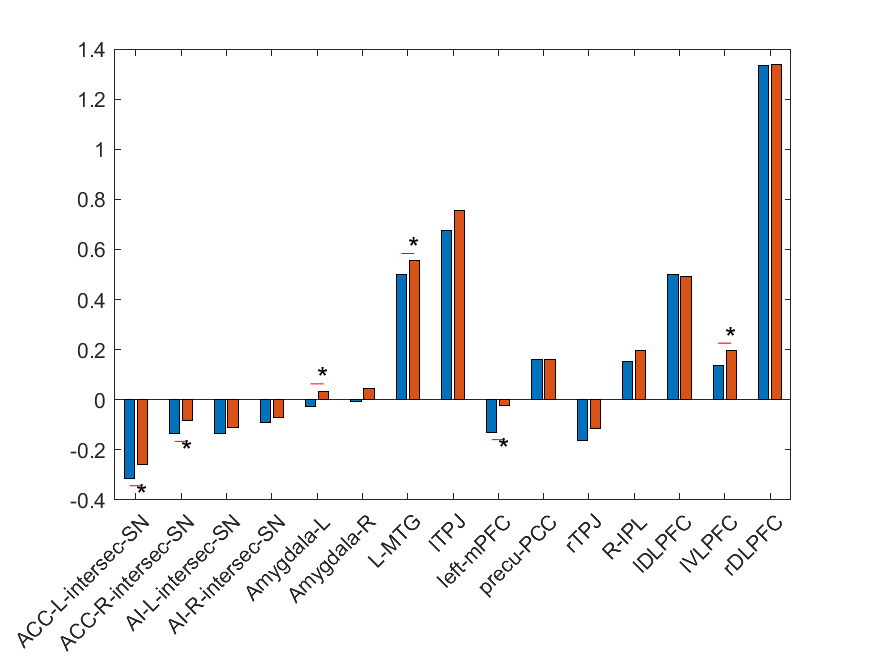 1.4
1.2
1
0.8
0.6
0.4
0.2
0
-0.2
-0.4
*
*
*
*
*
*
ACC-L-intersec-SN
ACC-R-intersec-SN
AI-L-intersec-SN
AI-R-intersec-SN
Amygdala-L
Amygdala-R
L-MTG
lTPJ
left-mPFC
precu-PCC
rTPJ
R-IPL
lDLPFC
lVLPFC
rDLPFC